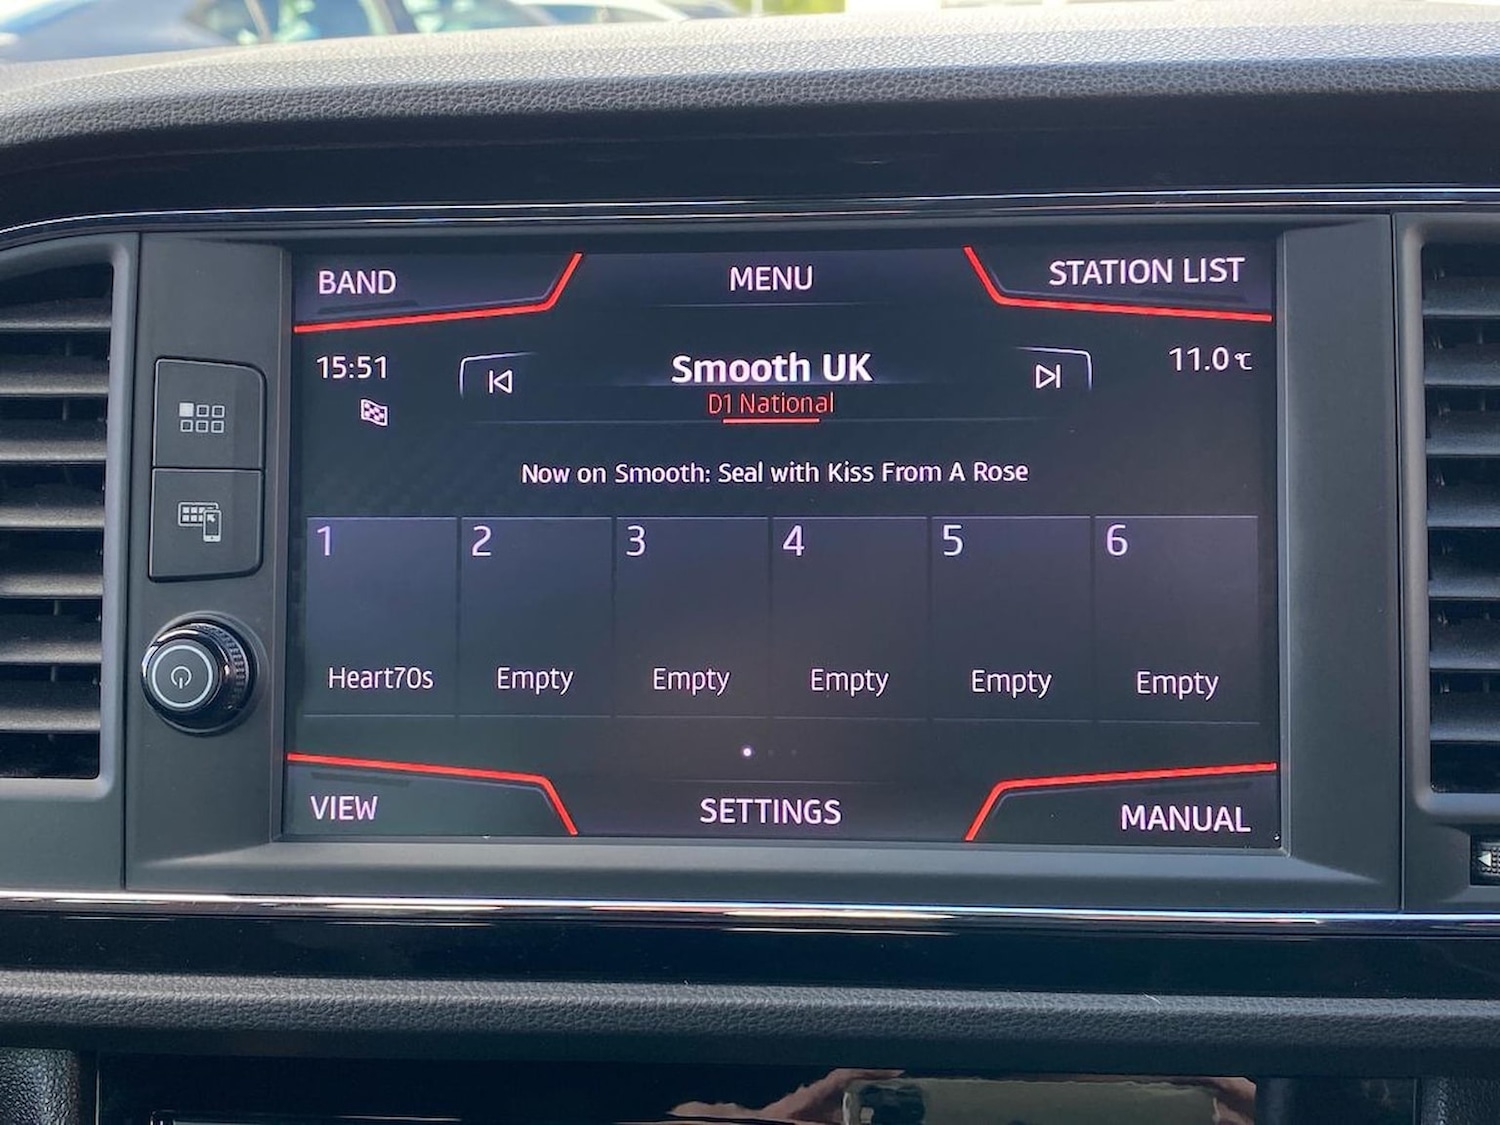 BAND
MENU
STATION LIST
15:51
Smooth UK
11.0 °C
D1 National
Now on Smooth: Seal with Kiss From A Rose
1
2
3
4
5
6
Heart70s
Empty
Empty
Empty
Empty
Empty
VIEW
SETTINGS
MANUAL